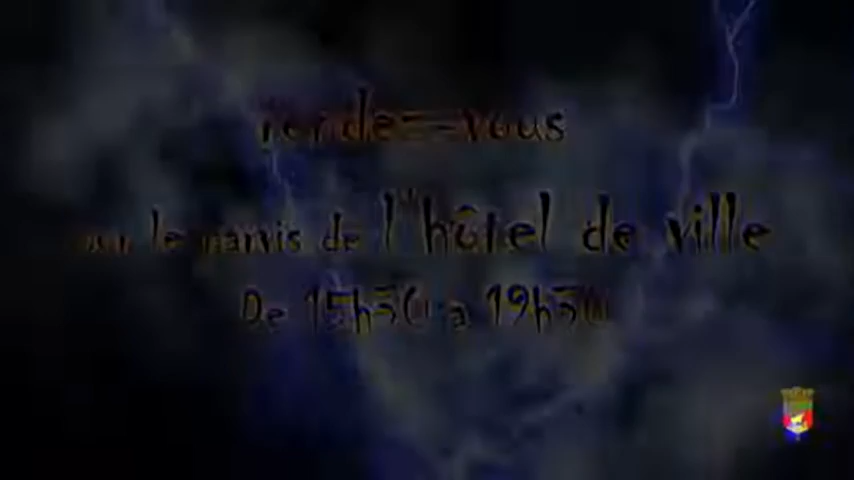 rendez-vous
sur le parvis de l'hôtel de ville
De 15h30 à 19h30